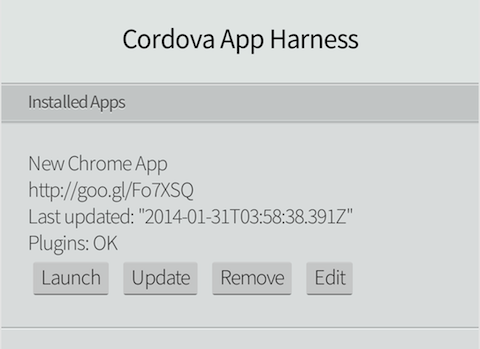 Cordova App Harness
Installed Apps
New Chrome App
http://goo.gl/Fo7XSQ
Last updated: "2014-01-31T03:58:38.391Z"
Plugins: OK
Launch Update Remove Edit